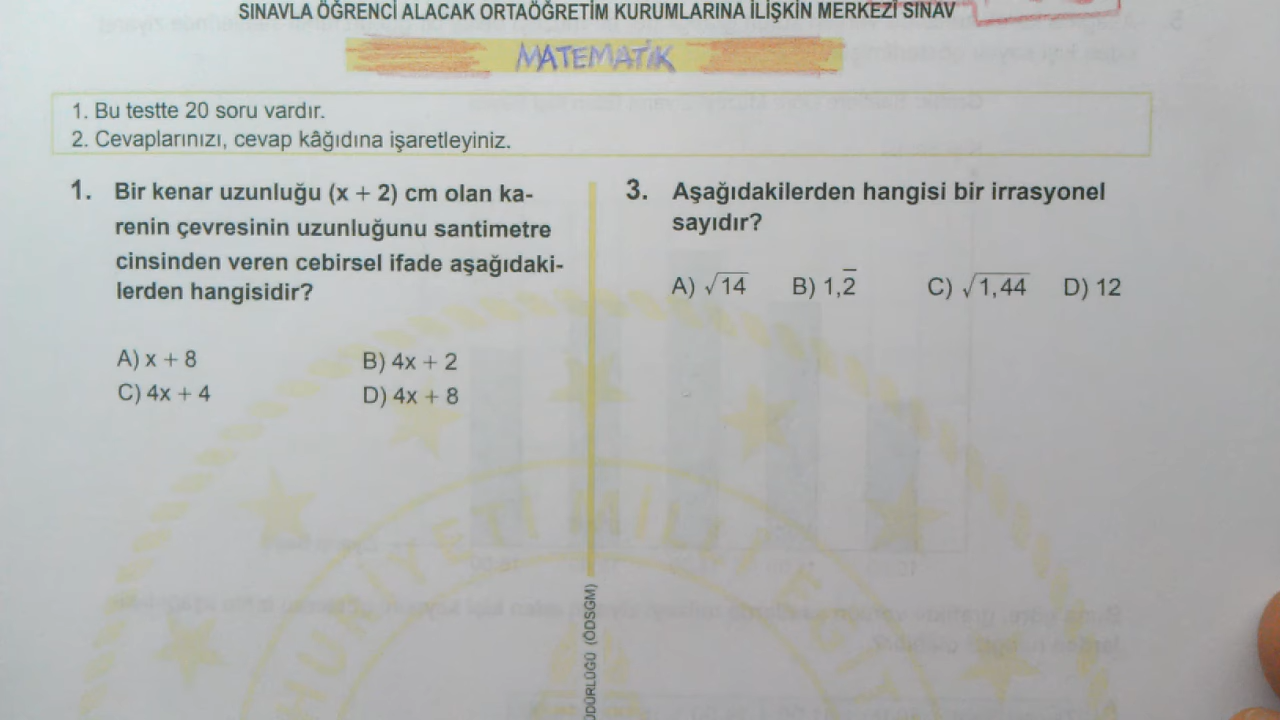 SINAVLA ÖĞRENCİ ALACAK ORTAÖĞRETİM KURUMLARINA İLİŞKİN MERKEZÎ SINAV
MATEMATİK
1. Bu testte 20 soru vardır.
2. Cevaplarınızı, cevap kâğıdına işaretleyiniz.
1. Bir kenar uzunluğu (x + 2) cm olan ka-
renin çevresinin uzunluğunu santimetre
cinsinden veren cebirsel ifade aşağıdaki-
lerden hangisidir?
A) x + 8 B) 4x + 2
C) 4x + 4 D) 4x + 8
3. Aşağıdakilerden hangisi bir irrasyonel
sayıdır?
A) √14 B) 1,2̅ C) √1,44 D) 12
(ÖDSGM)